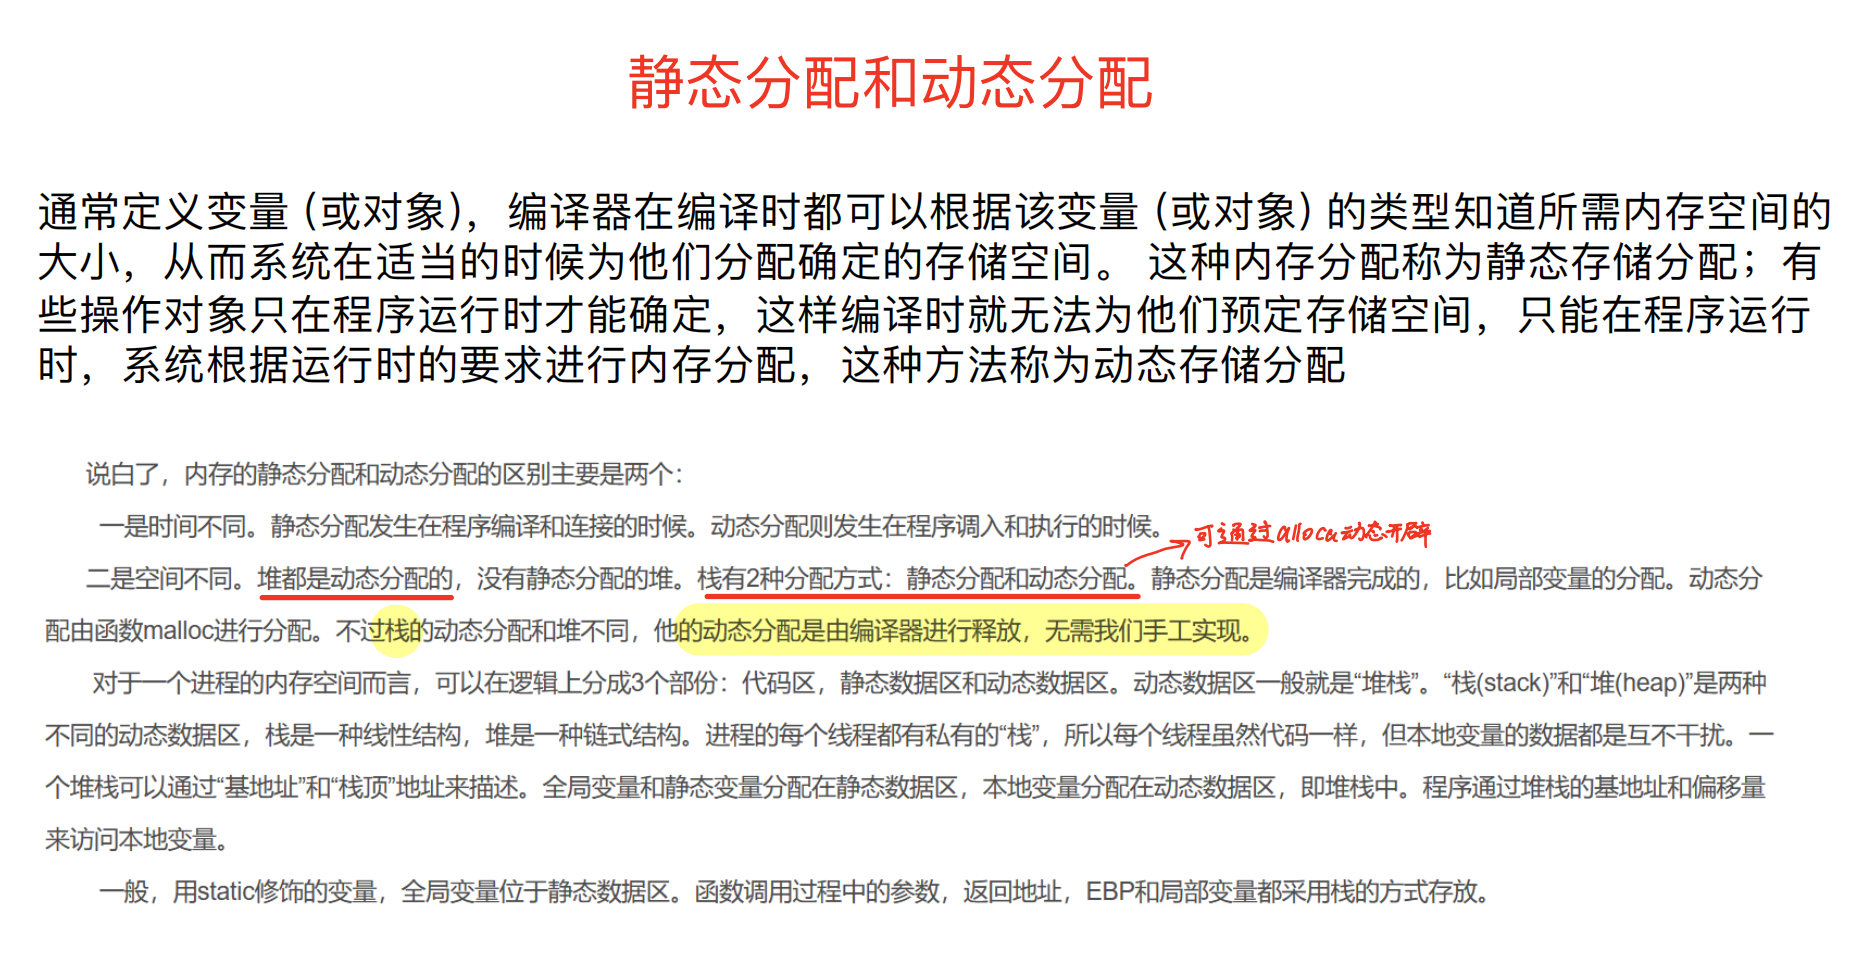 静态分配和动态分配
通常定义变量（或对象），编译器在编译时都可以根据该变量（或对象）的类型知道所需内存空间的
大小，从而系统在适当的时候为他们分配确定的存储空间。 这种内存分配称为静态存储分配；有
些操作对象只在程序运行时才能确定，这样编译时就无法为他们预定存储空间，只能在程序运行
时，系统根据运行时的要求进行内存分配，这种方法称为动态存储分配
说白了，内存的静态分配和动态分配的区别主要是两个：
一是时间不同。静态分配发生在程序编译和连接的时候。动态分配则发生在程序调入和执行的时候。
可通过alloca动态开辟
二是空间不同。堆都是动态分配的，没有静态分配的堆。栈有2种分配方式：静态分配和动态分配。静态分配是编译器完成的，比如局部变量的分配。动态分
配由函数malloc进行分配。不过栈的动态分配和堆不同，他的动态分配是由编译器进行释放，无需我们手工实现。
对于一个进程的内存空间而言，可以在逻辑上分成3个部份：代码区，静态数据区和动态数据区。动态数据区一般就是“堆栈”。“栈(stack)”和“堆(heap)”是两种
不同的动态数据区，栈是一种线性结构，堆是一种链式结构。进程的每个线程都有私有的“栈”，所以每个线程虽然代码一样，但本地变量的数据都是互不干扰。一
个堆栈可以通过“基地址”和“栈顶”地址来描述。全局变量和静态变量分配在静态数据区，本地变量分配在动态数据区，即堆栈中。程序通过堆栈的基地址和偏移量
来访问本地变量。
一般，用static修饰的变量，全局变量位于静态数据区。函数调用过程中的参数，返回地址，EBP和局部变量都采用栈的方式存放。